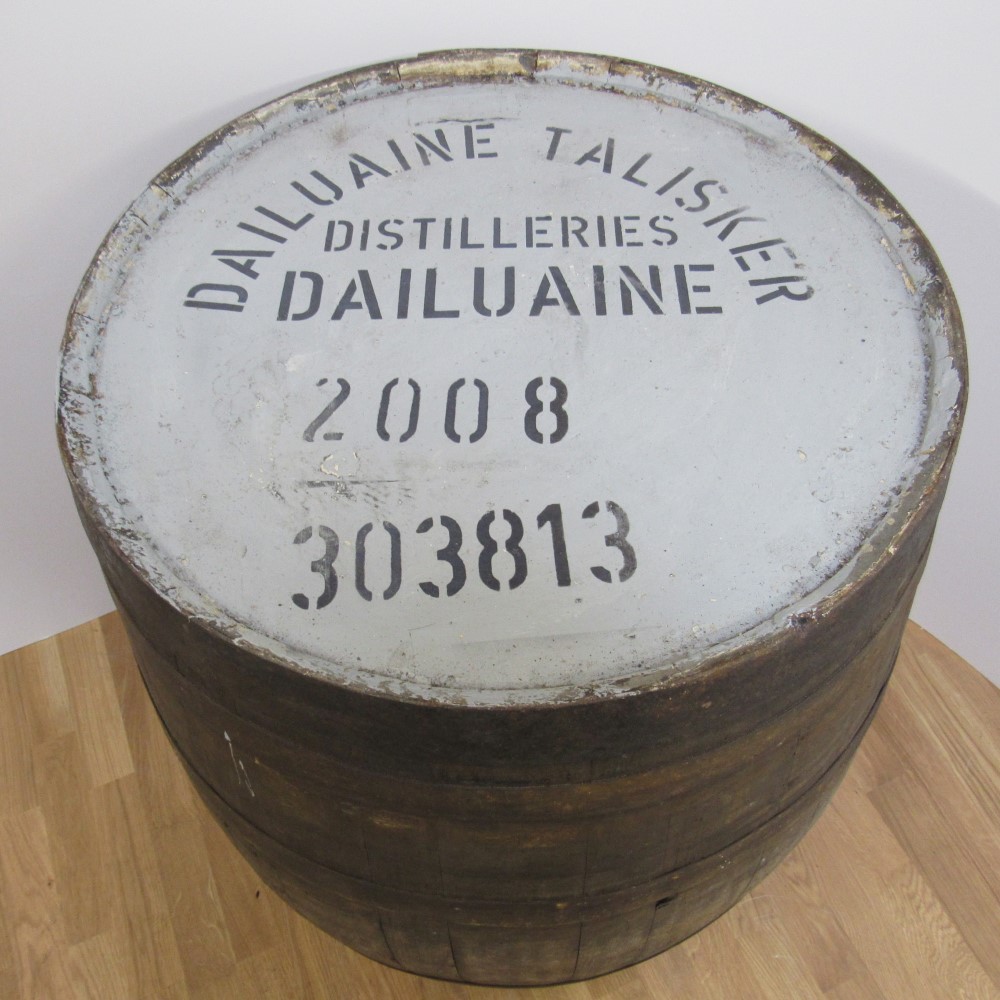 DAILUAINE TALISKER
DISTILLERIES
DAILUAINE
2008
303813